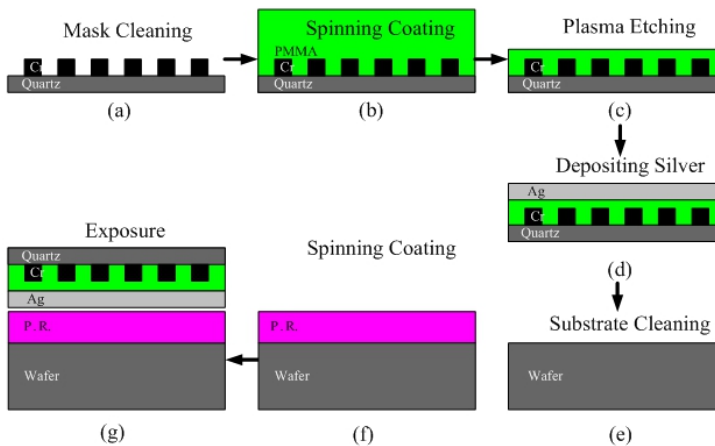 Mask Cleaning
Cr
Quartz
(a)
Spinning Coating
PMMA
Cr
Quartz
(b)
Plasma Etching
Cr
Quartz
(c)
Depositing Silver
Ag
Cr
Quartz
(d)
Substrate Cleaning
Wafer
(e)
Spinning Coating
P.R.
Wafer
(f)
Exposure
Quartz
Cr
Ag
P.R.
Wafer
(g)